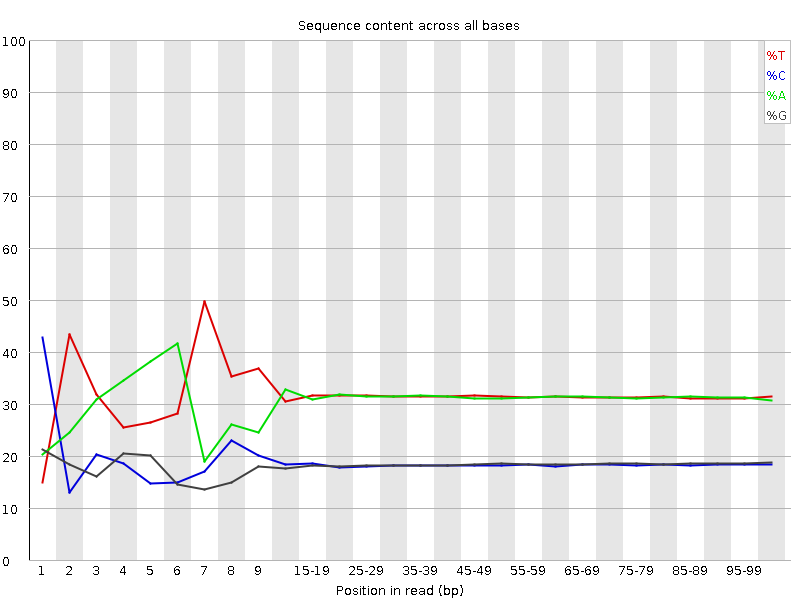 Sequence content across all bases
100
90
80
70
60
50
40
30
20
10
0
%T
%C
%A
%G
1 2 3 4 5 6 7 8 9 15-19 25-29 35-39 45-49 55-59 65-69 75-79 85-89 95-99
Position in read (bp)